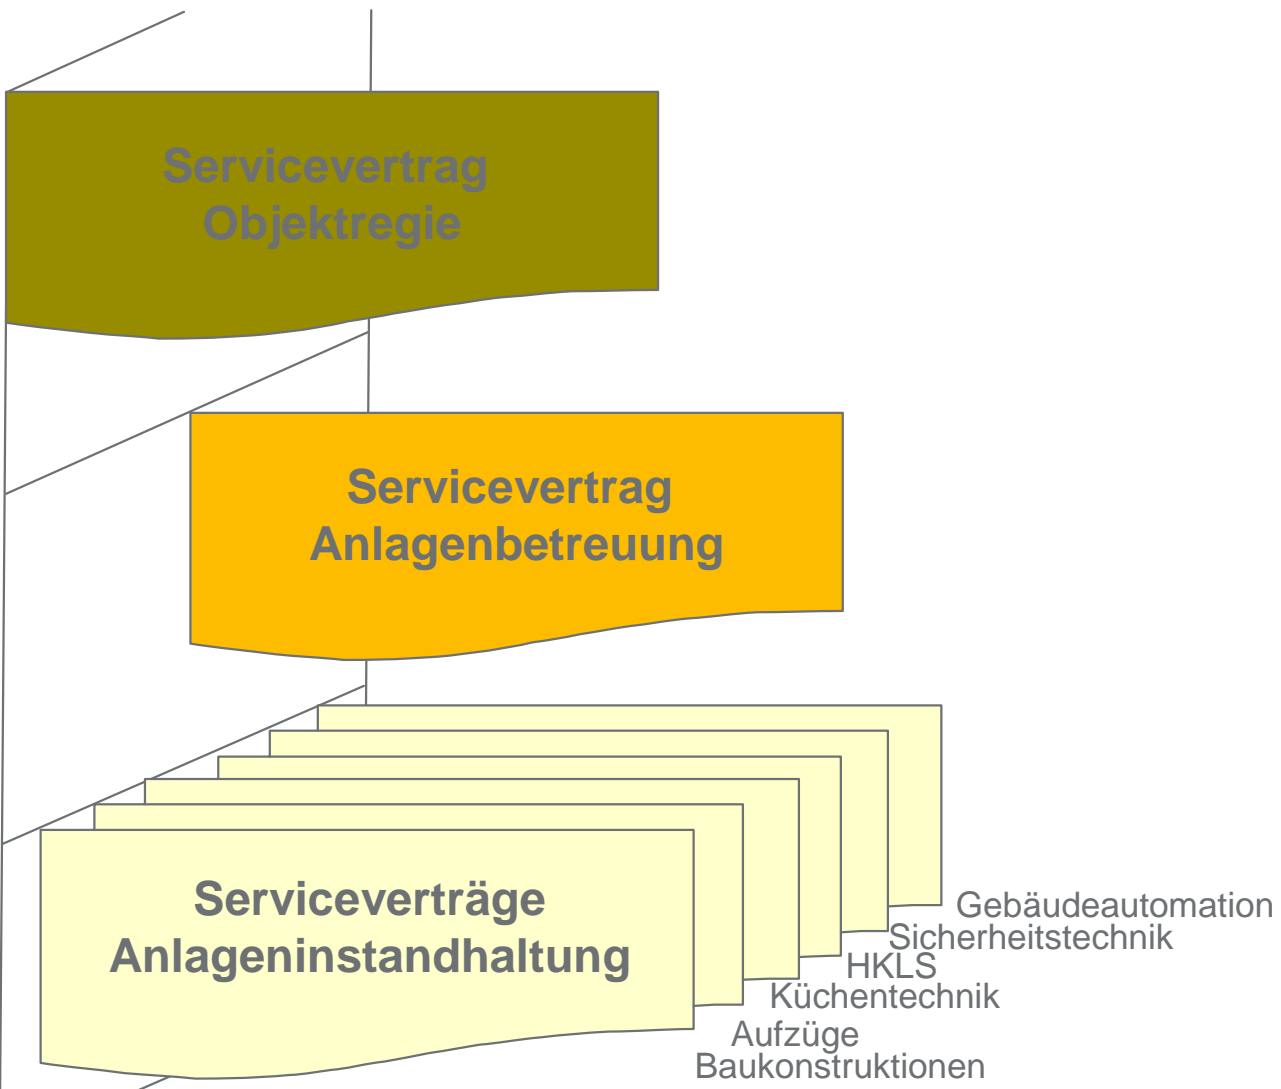 Servicevertrag
Objektregie
Servicevertrag
Anlagenbetreuung
Serviceverträge
Anlageninstandhaltung
Gebäudeautomation
Sicherheitstechnik
HKLS
Küchentechnik
Aufzüge
Baukonstruktionen